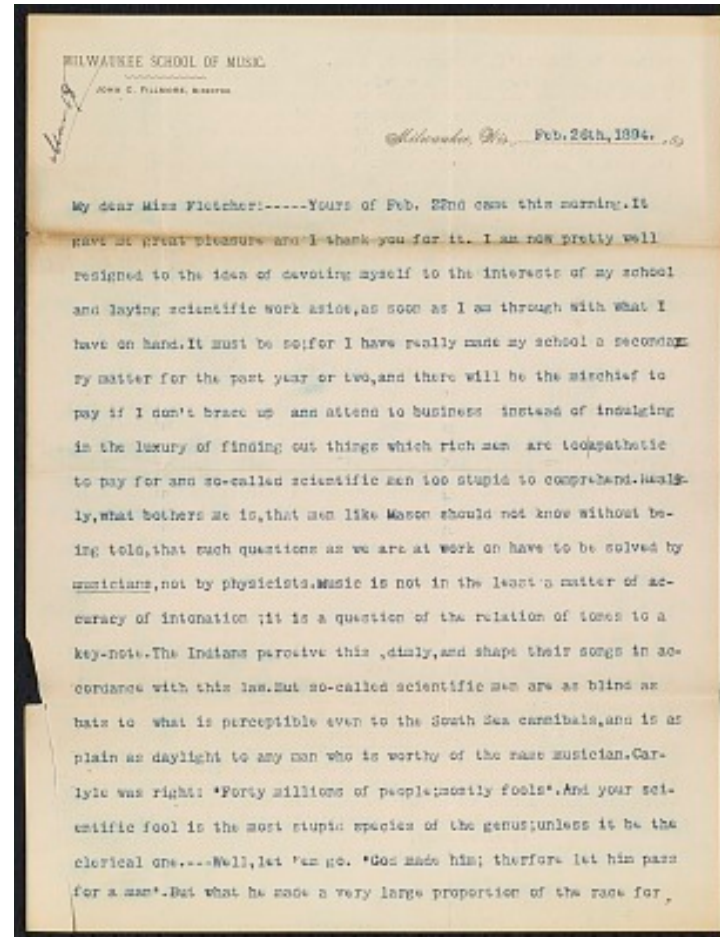 MILWAUKEE SCHOOL OF MUSIC.
JOHN C. FILLMORE, DIRECTOR
Milwaukee, Wis., Feb. 26th, 1894. 189
My dear Miss Fletcher:-----Yours of Feb. 22nd came this morning.It
gave me great pleasure and I thank you for it. I am now pretty well
resigned to the idea of devoting myself to the interests of my school
and laying scientific work aside,as soon as I am through with what I
have on hand.It must be so;for I have really made my school a seconda
ry matter for the past year or two,and there will be the mischief to
pay if I don't brace up and attend to business instead of indulging
in the luxury of finding out things which rich men are too apathetic
to pay for and so-called scientific men too stupid to comprehend.Real-
ly,what bothers me is,that men like Mason should not know without be-
ing told,that such questions as we are at work on have to be solved by
musicians,not by physicists.Music is not in the least a matter of ac-
curacy of intonation ;it is a question of the relation of tones to a
key-note.The Indians perceive this ,dimly,and shape their songs in ac-
cordance with this law.But so-called scientific men are as blind as
bats to what is perceptible even to the South Sea cannibals,and is as
plain as daylight to any man who is worthy of the name musician.Car-
lyle was right: "Forty millions of people;mostly fools".And your sci-
entific fool is the most stupid species of the genus;unless it be the
clerical one.---Well,let 'em go. "God made him; therfore let him pass
for a man".But what he made a very large proportion of the race for,